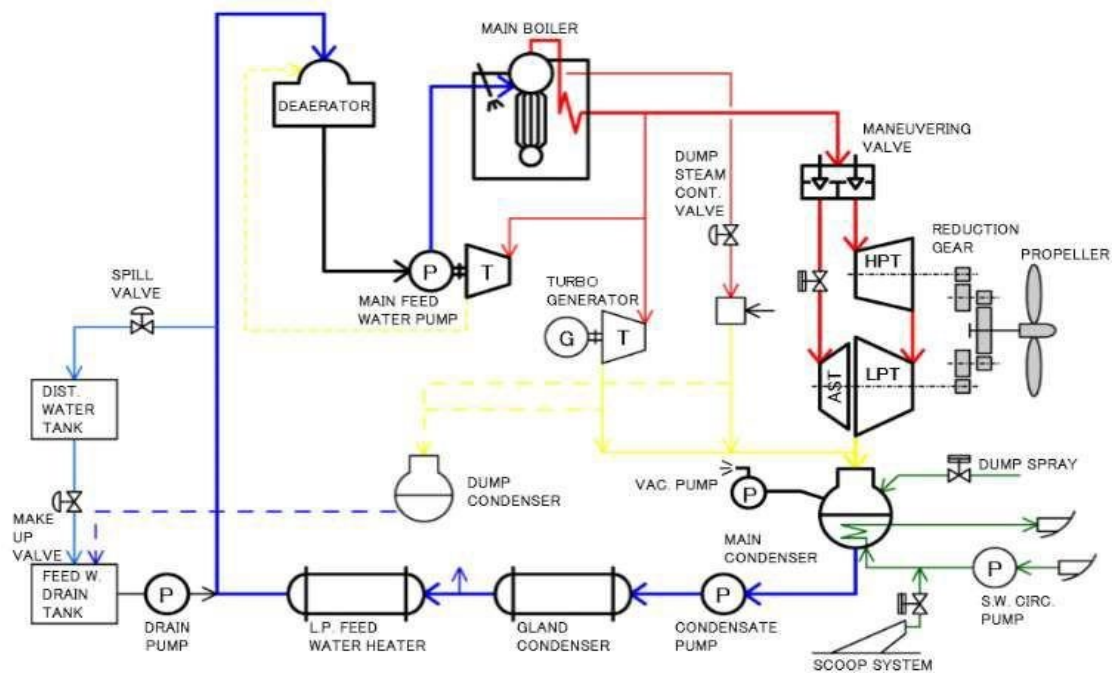 MAIN BOILER
DEAERATOR
MANEUVERING
VALVE
DUMP
STEAM
CONT.
VALVE
REDUCTION
GEAR
PROPELLER
HPT
SPILL
VALVE
P
T
MAIN FEED
WATER PUMP
TURBO
GENERATOR
G
T
AST
LPT
DIST.
WATER
TANK
DUMP
CONDENSER
VAC. PUMP
P
DUMP SPRAY
MAKE
UP
VALVE
MAIN
CONDENSER
FEED W.
DRAIN
TANK
P
DRAIN
PUMP
L.P. FEED
WATER HEATER
GLAND
CONDENSER
P
CONDENSATE
PUMP
P
S.W. CIRC.
PUMP
SCOOP SYSTEM